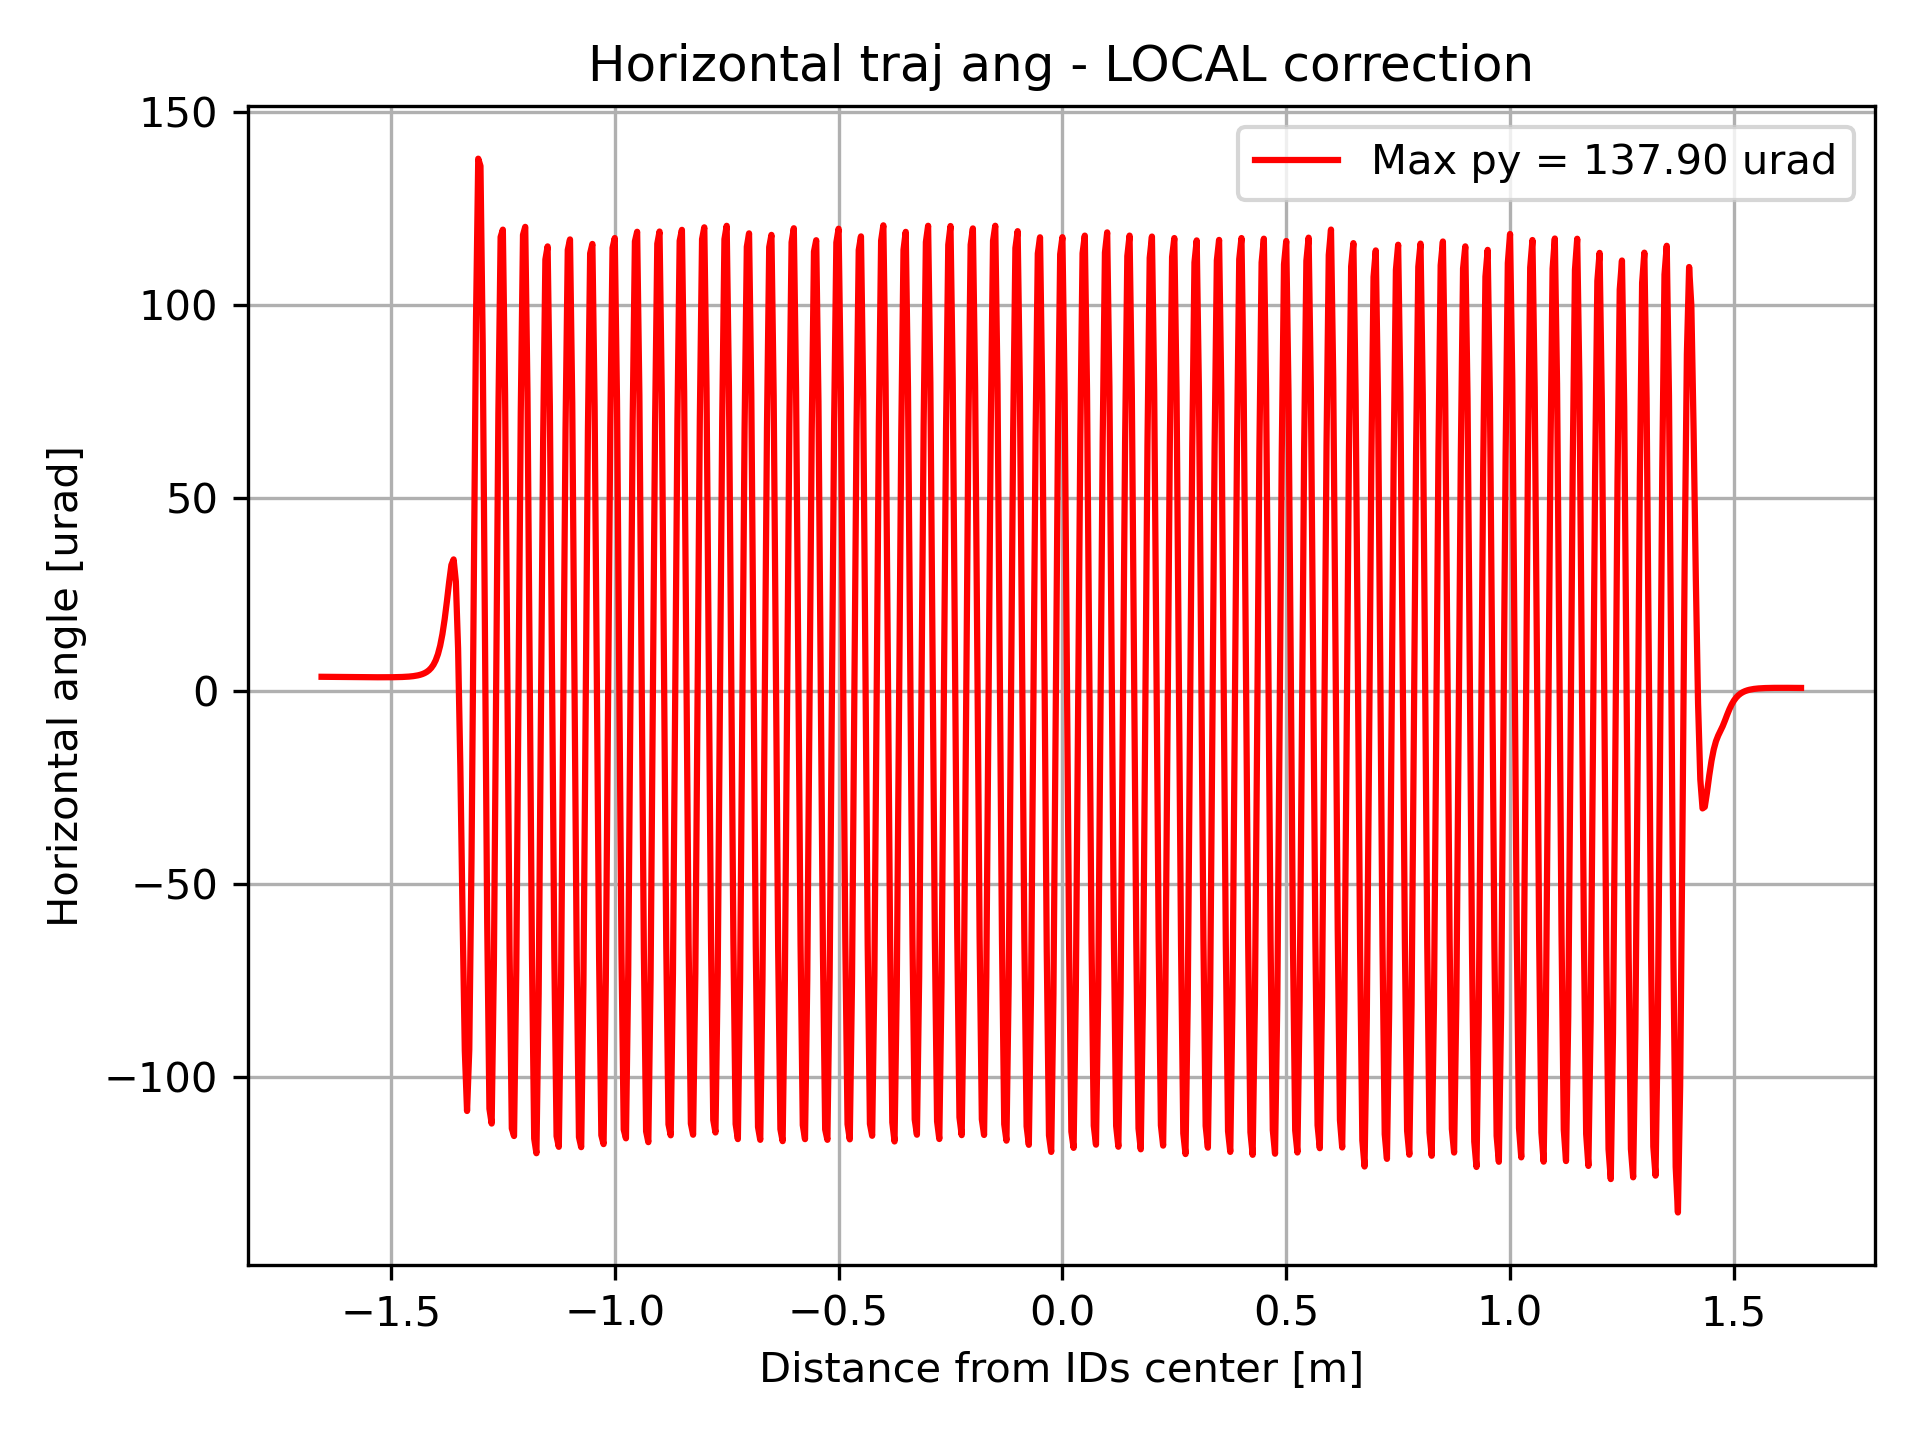 Horizontal traj ang - LOCAL correction
Max py = 137.90 urad
Horizontal angle [urad]
150
100
50
0
−50
−100
−1.5 −1.0 −0.5 0.0 0.5 1.0 1.5
Distance from IDs center [m]